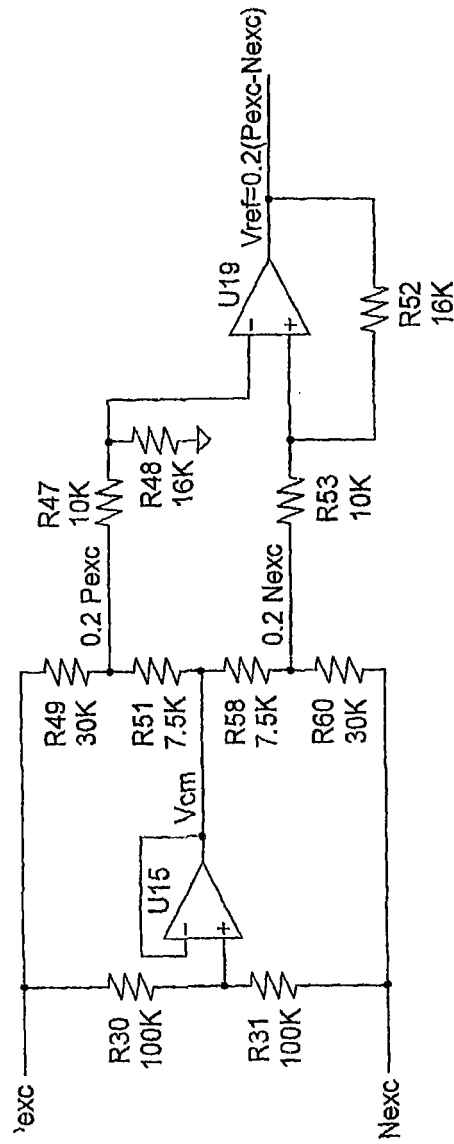 Pexc
Nexc
R30
100K
R31
100K
U15
-
+
Vcm
R49
30K
R51
7.5K
R58
7.5K
R60
30K
0.2 Pexc
0.2 Nexc
R47
10K
R48
16K
R53
10K
U19
-
+
R52
16K
Vref=0.2(Pexc-Nexc)